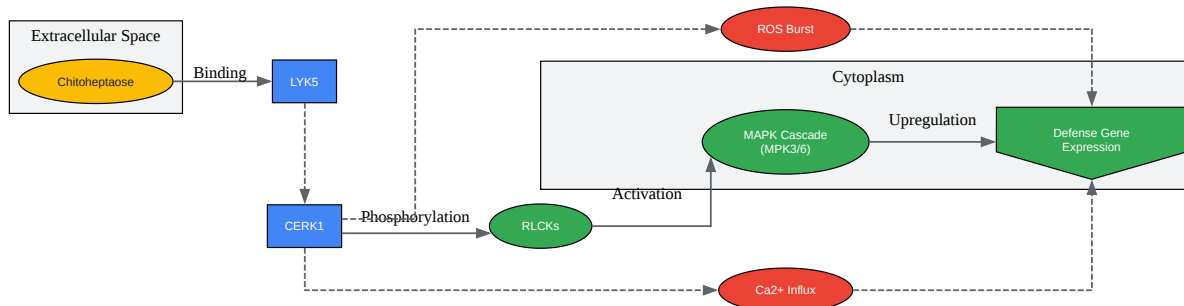 ROS Burst
Extracellular Space
Chitoheptaose
Binding
LYK5
Cytoplasm
MAPK Cascade
(MPK3/6)
Upregulation
Defense Gene
Expression
Activation
CERK1
Phosphorylation
RLCKs
Ca2+ Influx